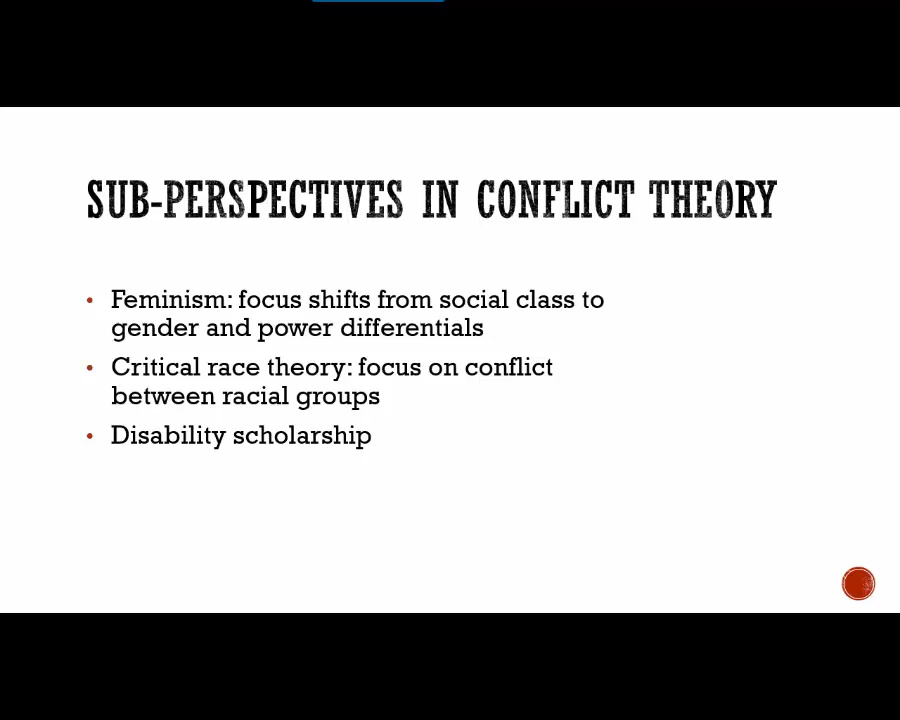 SUB-PERSPECTIVES IN CONFLICT THEORY
• Feminism: focus shifts from social class to
gender and power differentials
• Critical race theory: focus on conflict
between racial groups
• Disability scholarship